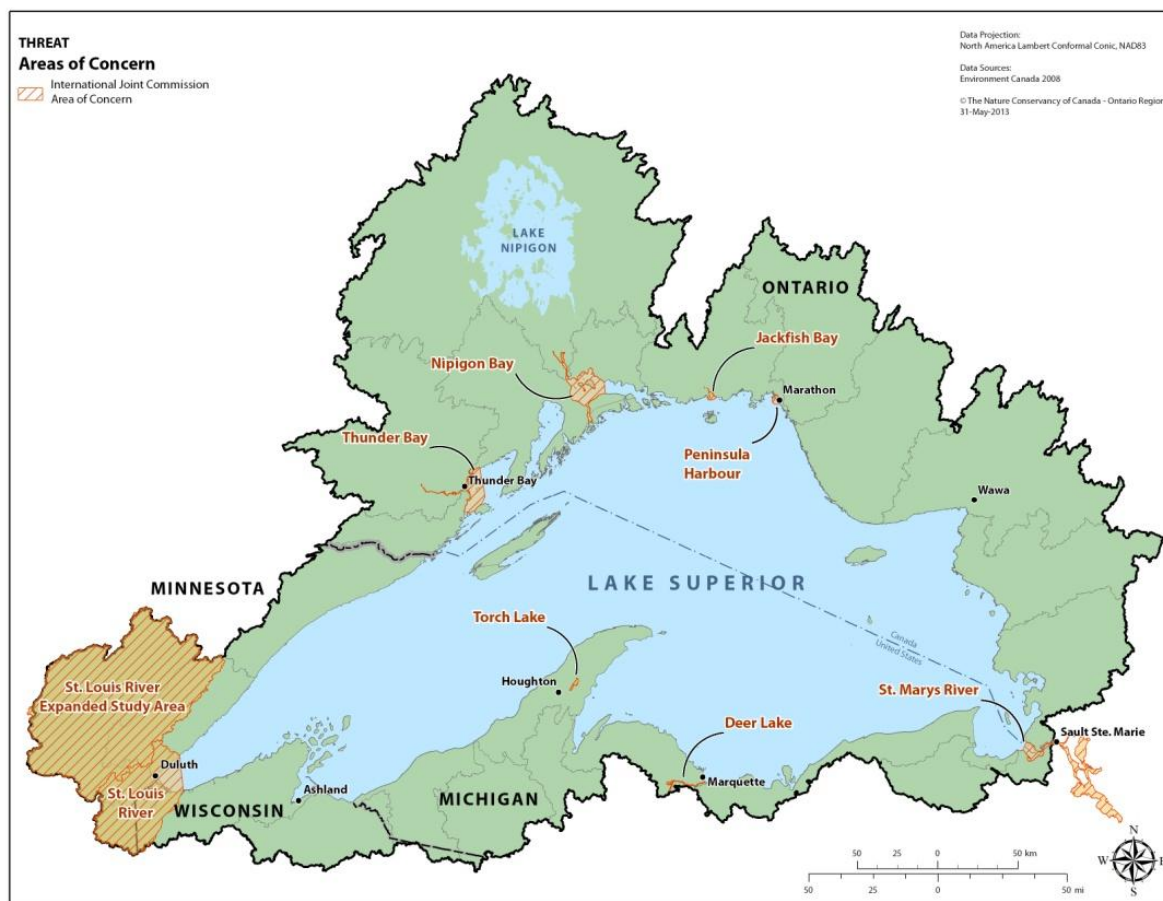 THREAT
Areas of Concern
International Joint Commission
Area of Concern
Data Projection:
North America Lambert Conformal Conic, NAD83
Data Sources:
Environment Canada 2008
© The Nature Conservancy of Canada - Ontario Region
31-May-2013
LAKE
NIPIGON
ONTARIO
Jackfish Bay
Nipigon Bay
Marathon
Thunder Bay
Peninsula
Harbour
Thunder Bay
Wawa
MINNESOTA
LAKE SUPERIOR
Torch Lake
Canada
United States
Houghton
St. Louis River
Expanded Study Area
St. Marys River
Deer Lake
Sault Ste. Marie
Duluth
Marquette
Ashland
MICHIGAN
St. Louis
River
WISCONSIN
N
W E
S
50 25 0 50 km
50 25 0 50 mi